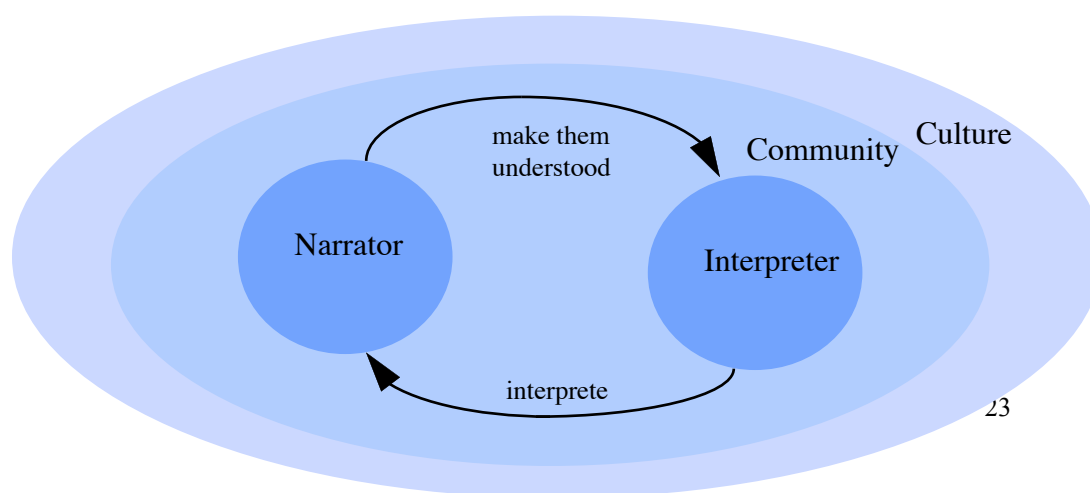 Culture
make them
understood
Community
Narrator
Interpreter
interprete
23